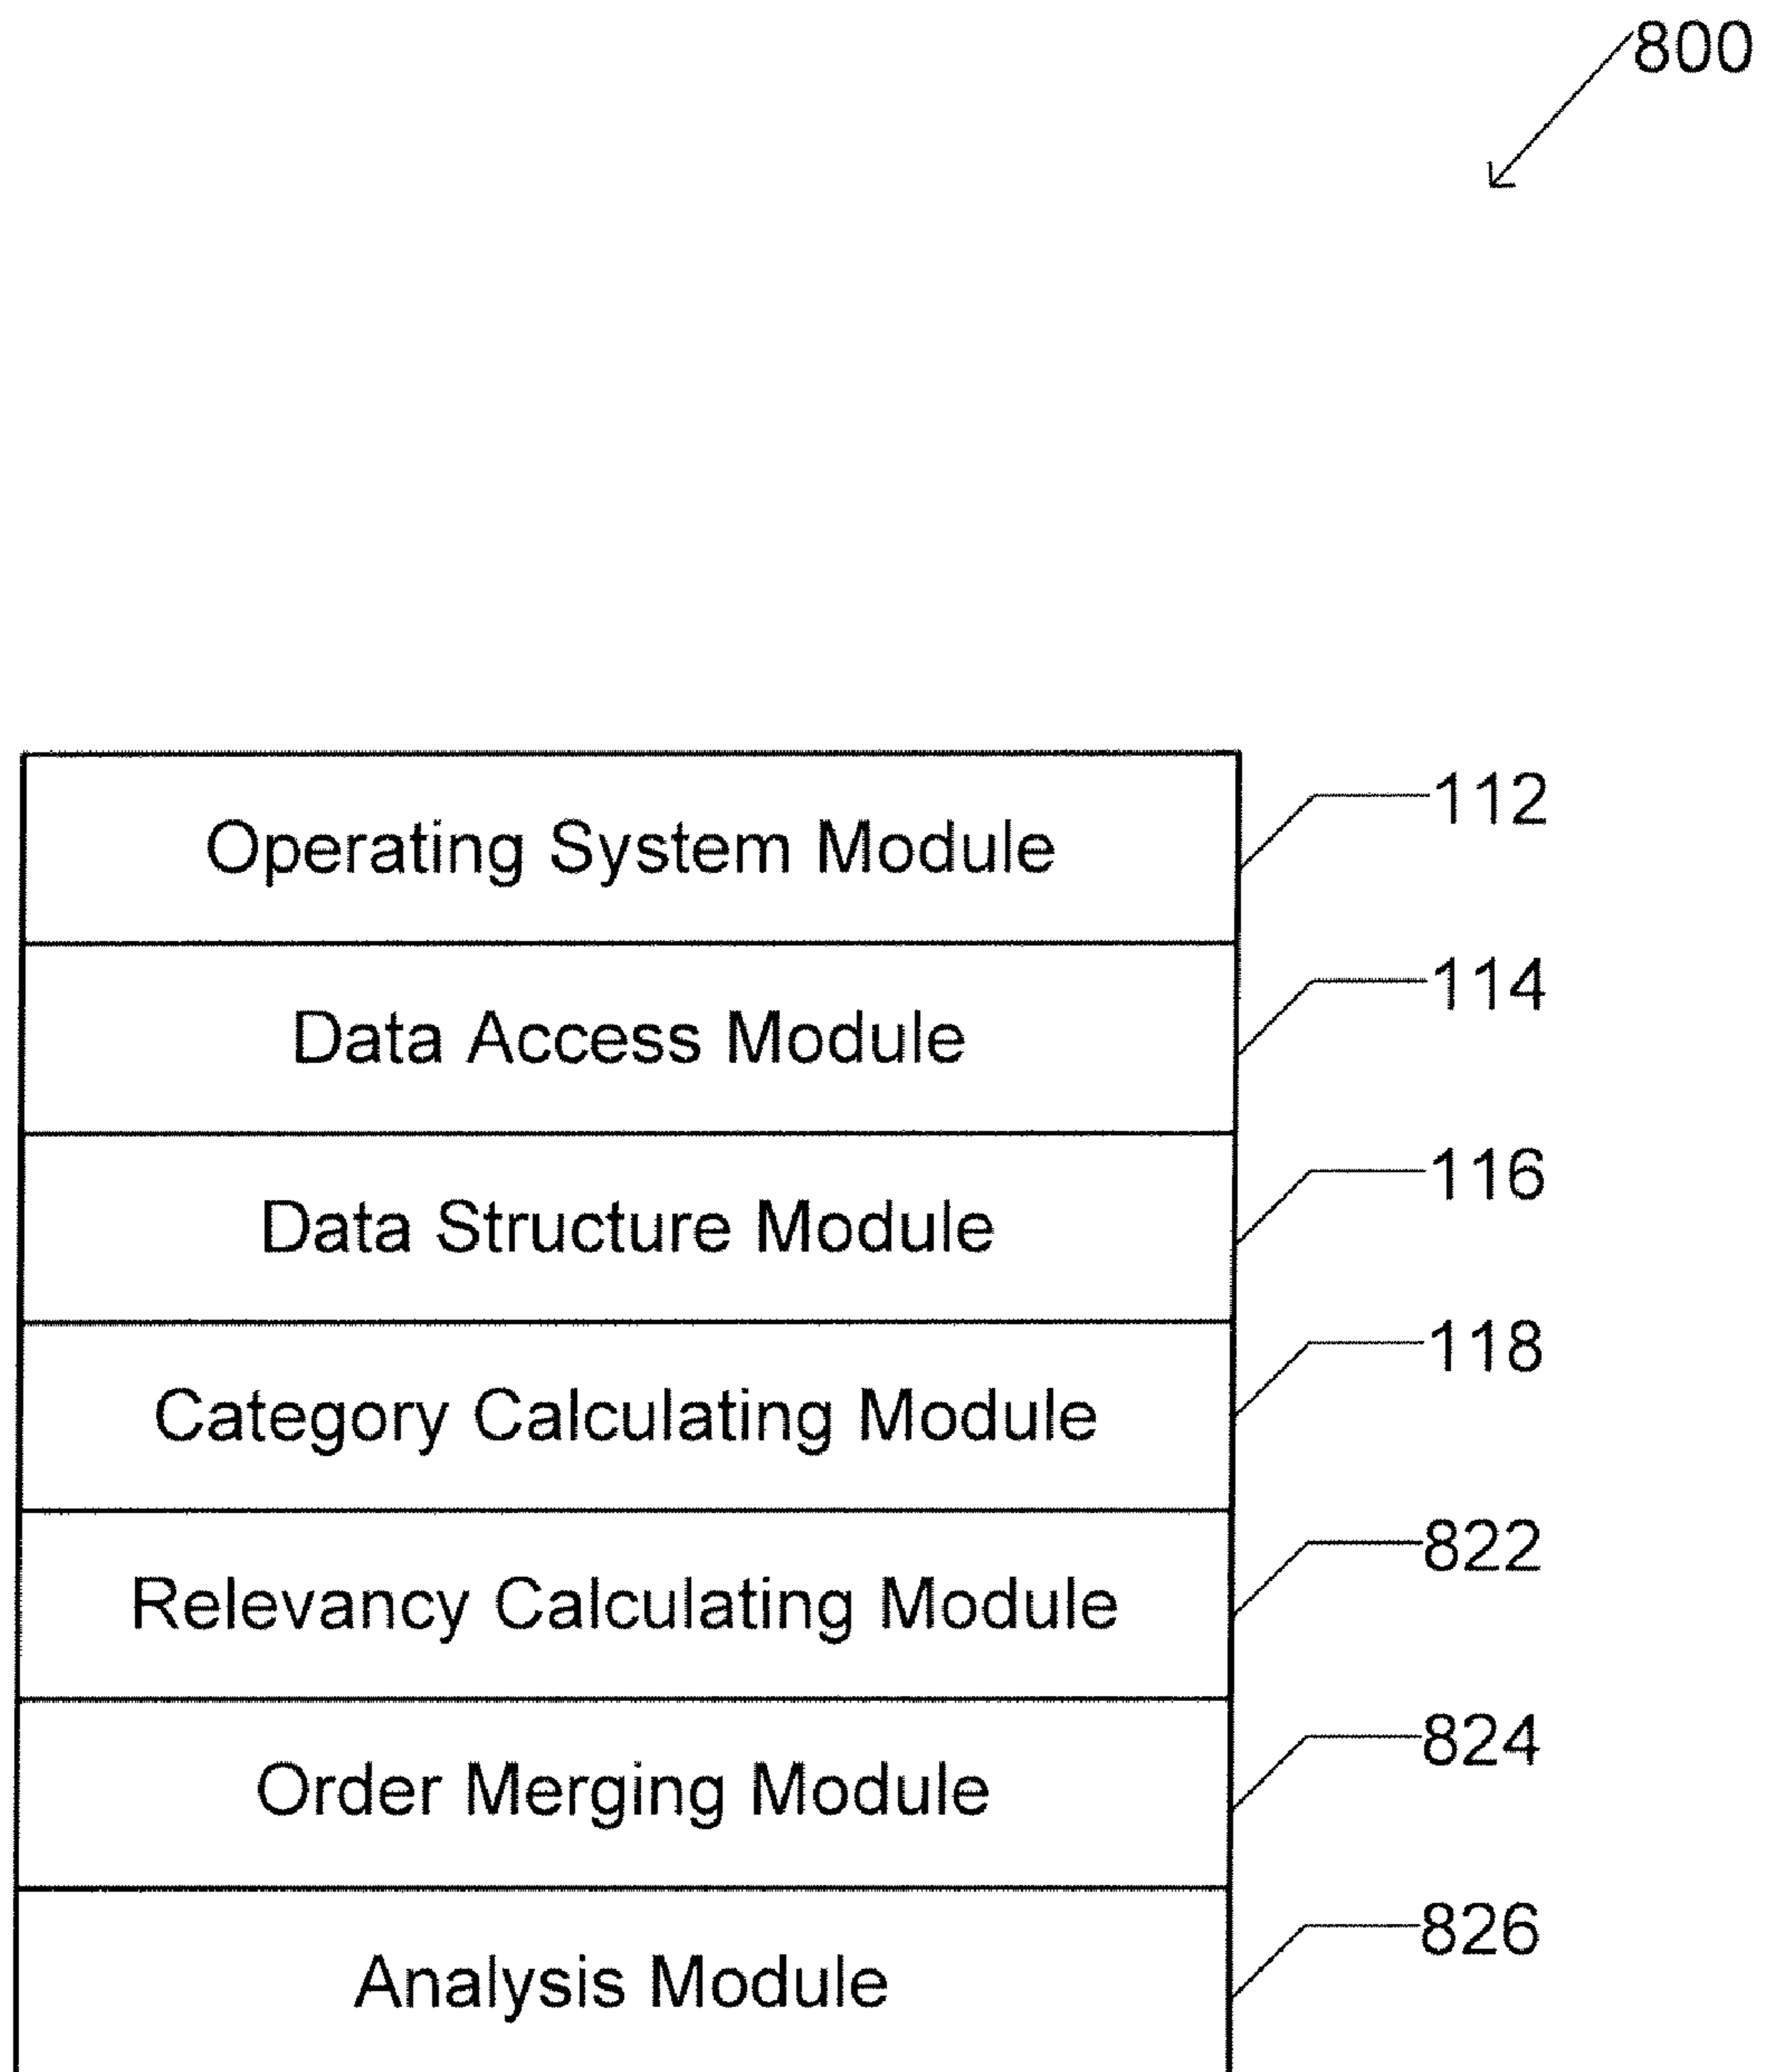 800
Operating System Module 112
Data Access Module 114
Data Structure Module 116
Category Calculating Module 118
Relevancy Calculating Module 822
Order Merging Module 824
Analysis Module 826